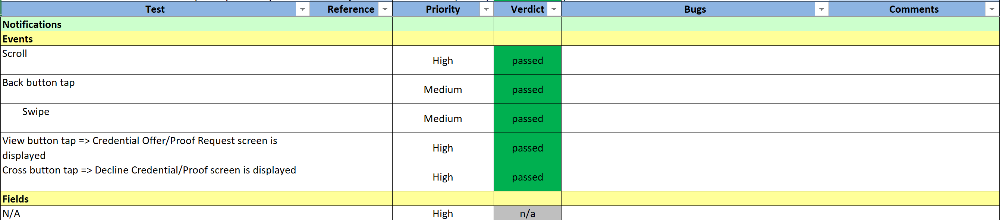 Test Reference Priority Verdict Bugs Comments
Notifications
Events
Scroll High passed
Back button tap Medium passed
Swipe Medium passed
View button tap => Credential Offer/Proof Request screen is
displayed High passed
Cross button tap => Decline Credential/Proof screen is displayed High passed
Fields
N/A High n/a